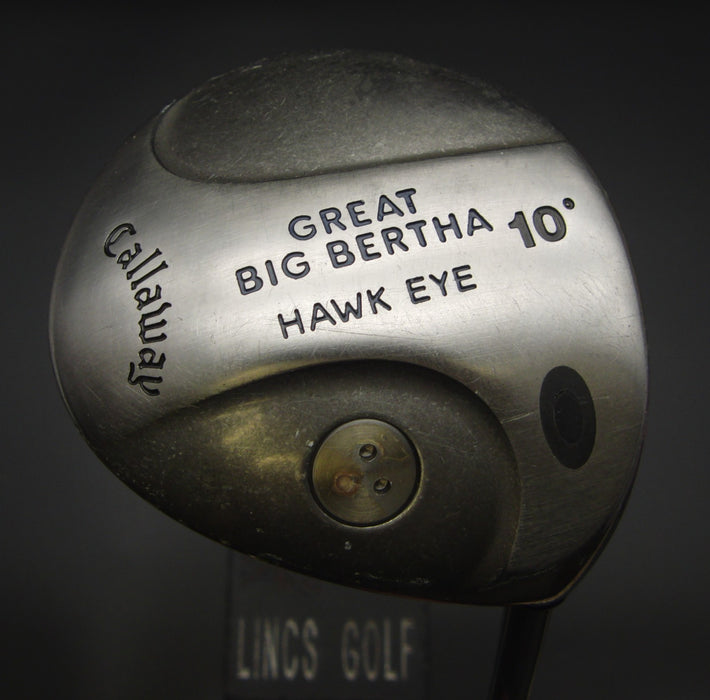 GREAT
BIG BERTHA 10°
HAWK EYE
Callaway
LINCS GOLF